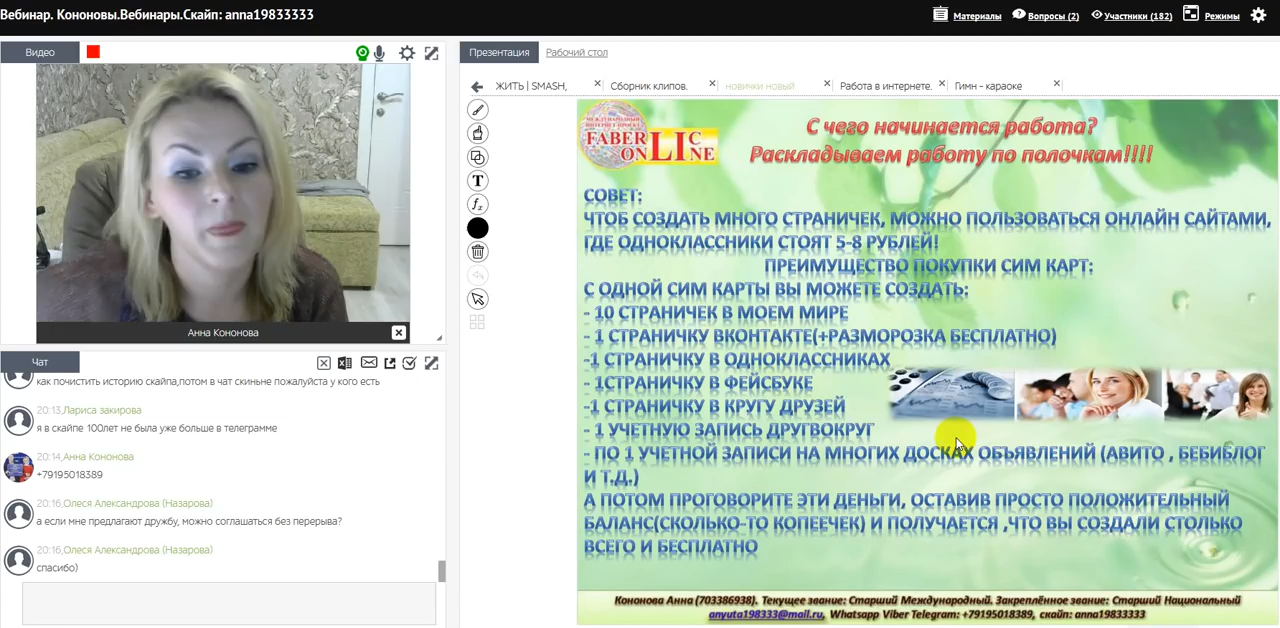 Вебинар. Кононовы.Вебинары.Скайп: anna19833333
Материалы
Вопросы (2)
Участники (182)
Режимы
Видео
Анна Кононова
Чат
как почистить историю скайпа,потом в чат скиньне пожалуйста у кого есть
20:13,Лариса закирова
я в скайпе 100лет не была уже больше в телеграмме
20:14,Анна Кононова
+79195018389
20:16,Олеся Александрова (Назарова)
а если мне предлагают дружбу, можно соглашаться без перерыва?
20:16,Олеся Александрова (Назарова)
спасибо)
Презентация
Рабочий стол
ЖИТЬ | SMASH,
Сборник клипов.
новички новый
Работа в интернете.
Гимн - караоке
T
fx
МЕЖДУНАРОДНЫЙ
ИНТЕРНЕТ-ПРОЕКТ
FABERLIC
ONLINE
С чего начинается работа?
Раскладываем работу по полочкам!!!!
СОВЕТ:
ЧТОБ СОЗДАТЬ МНОГО СТРАНИЧЕК, МОЖНО ПОЛЬЗОВАТЬСЯ ОНЛАЙН САЙТАМИ,
ГДЕ ОДНОКЛАССНИКИ СТОЯТ 5-8 РУБЛЕЙ!
ПРЕИМУЩЕСТВО ПОКУПКИ СИМ КАРТ:
С ОДНОЙ СИМ КАРТЫ ВЫ МОЖЕТЕ СОЗДАТЬ:
- 10 СТРАНИЧЕК В МОЕМ МИРЕ
- 1 СТРАНИЧКУ ВКОНТАКТЕ(+РАЗМОРОЗКА БЕСПЛАТНО)
-1 СТРАНИЧКУ В ОДНОКЛАССНИКАХ
- 1СТРАНИЧКУ В ФЕЙСБУКЕ
-1 СТРАНИЧКУ В КРУГУ ДРУЗЕЙ
- 1 УЧЕТНУЮ ЗАПИСЬ ДРУГВОКРУГ
- ПО 1 УЧЕТНОЙ ЗАПИСИ НА МНОГИХ ДОСКАХ ОБЪЯВЛЕНИЙ (АВИТО , БЕБИБЛОГ
И Т.Д.)
А ПОТОМ ПРОГОВОРИТЕ ЭТИ ДЕНЬГИ, ОСТАВИВ ПРОСТО ПОЛОЖИТЕЛЬНЫЙ
БАЛАНС(СКОЛЬКО-ТО КОПЕЕЧЕК) И ПОЛУЧАЕТСЯ ,ЧТО ВЫ СОЗДАЛИ СТОЛЬКО
ВСЕГО И БЕСПЛАТНО
Кононова Анна (703386938). Текущее звание: Старший Международный. Закреплённое звание: Старший Национальный
anyuta198333@mail.ru, Whatsapp Viber Telegram: +79195018389, скайп: anna19833333